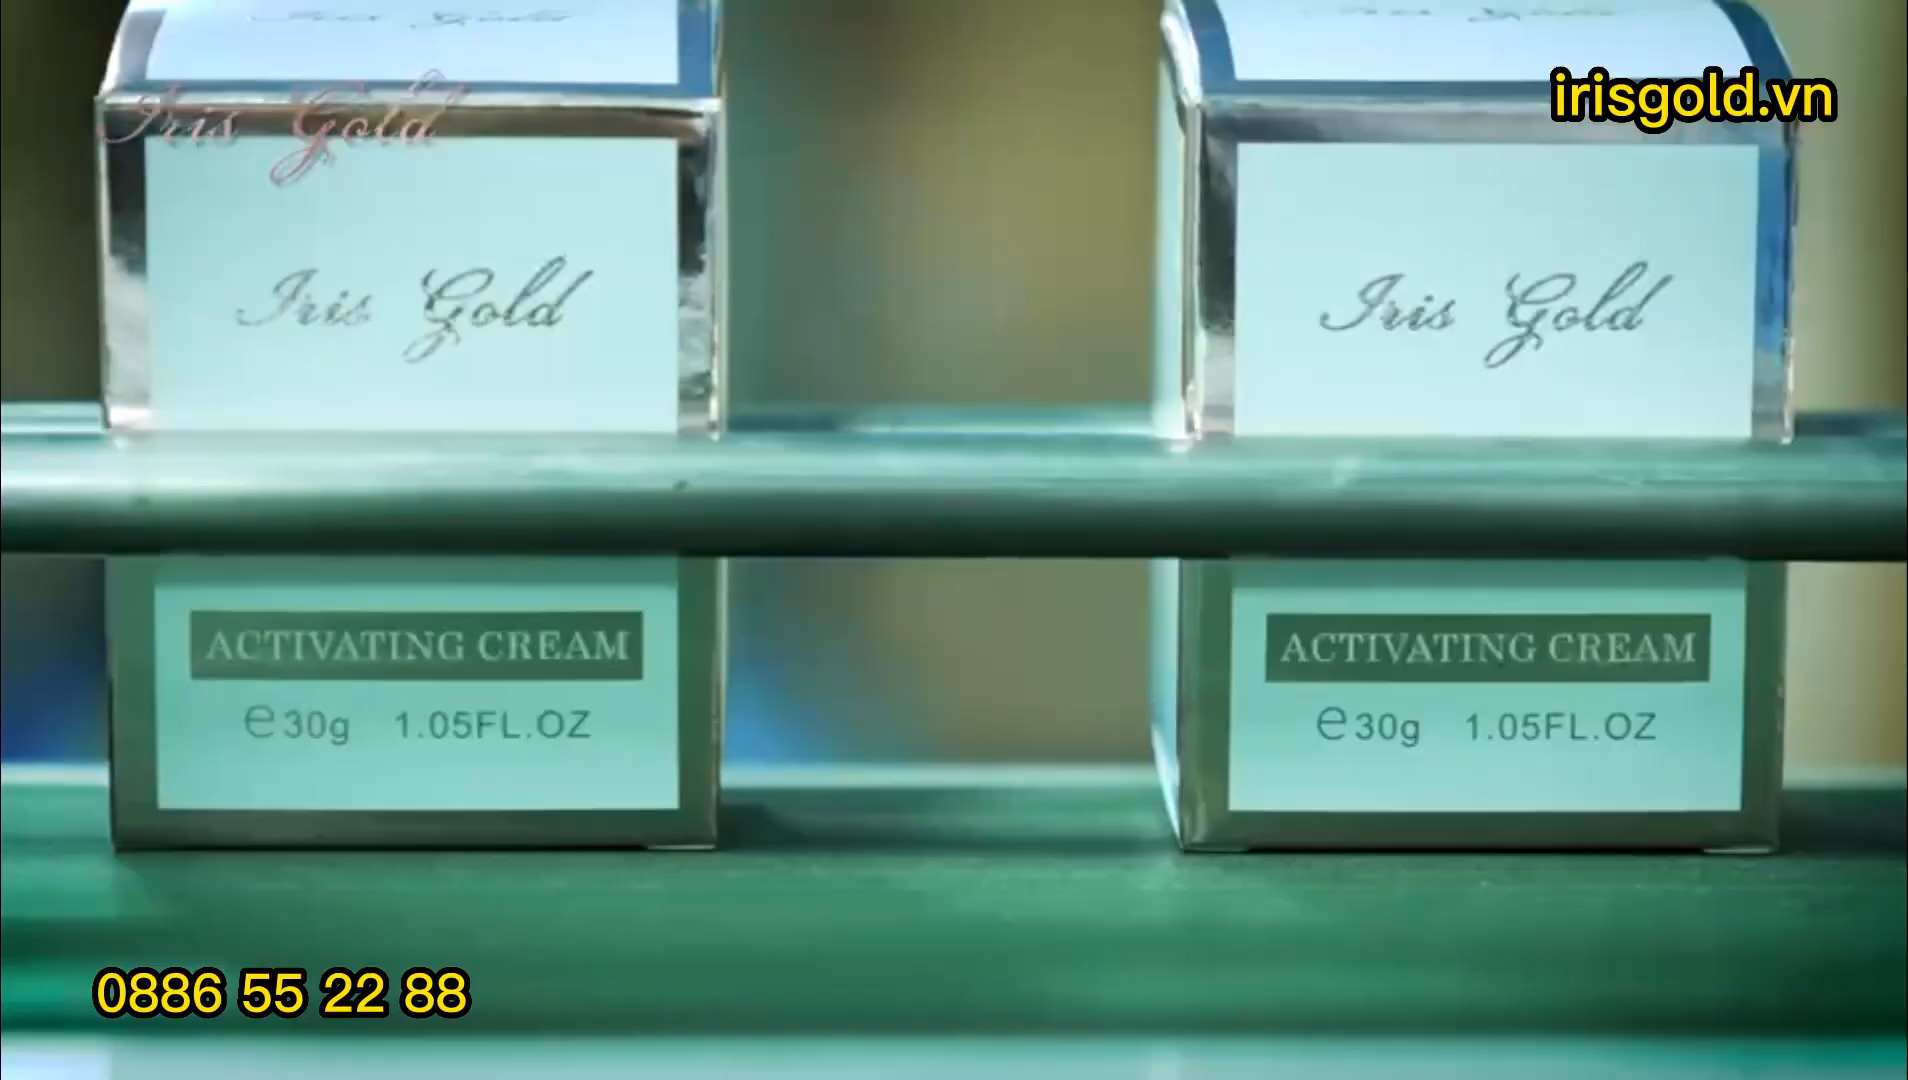 irisgold.vn
Iris Gold
Iris Gold
Iris Gold
ACTIVATING CREAM
ACTIVATING CREAM
e30g 1.05FL.OZ
e30g 1.05FL.OZ
0886 55 22 88